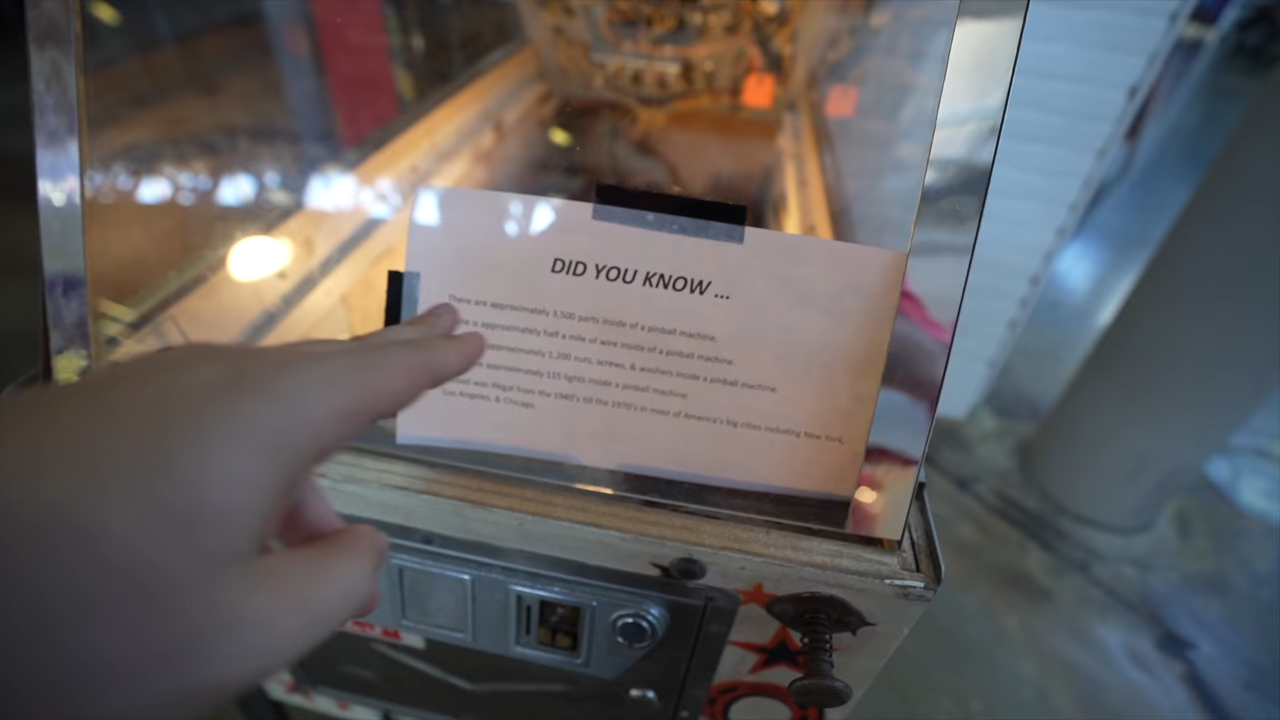 DID YOU KNOW...
There are approximately 3,500 parts inside of a pinball machine.
is approximately half a mile of wire inside of a pinball machine.
approximately 1,200 nuts, screws, & washers inside a pinball machine.
approximately 115 lights inside a pinball machine.
was illegal from the 1940's till the 1970's in most of America's big cities including New York,
Los Angeles, & Chicago.